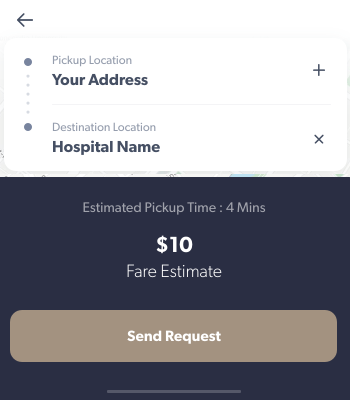 Pickup Location
Your Address
Destination Location
Hospital Name
Estimated Pickup Time : 4 Mins
$10
Fare Estimate
Send Request